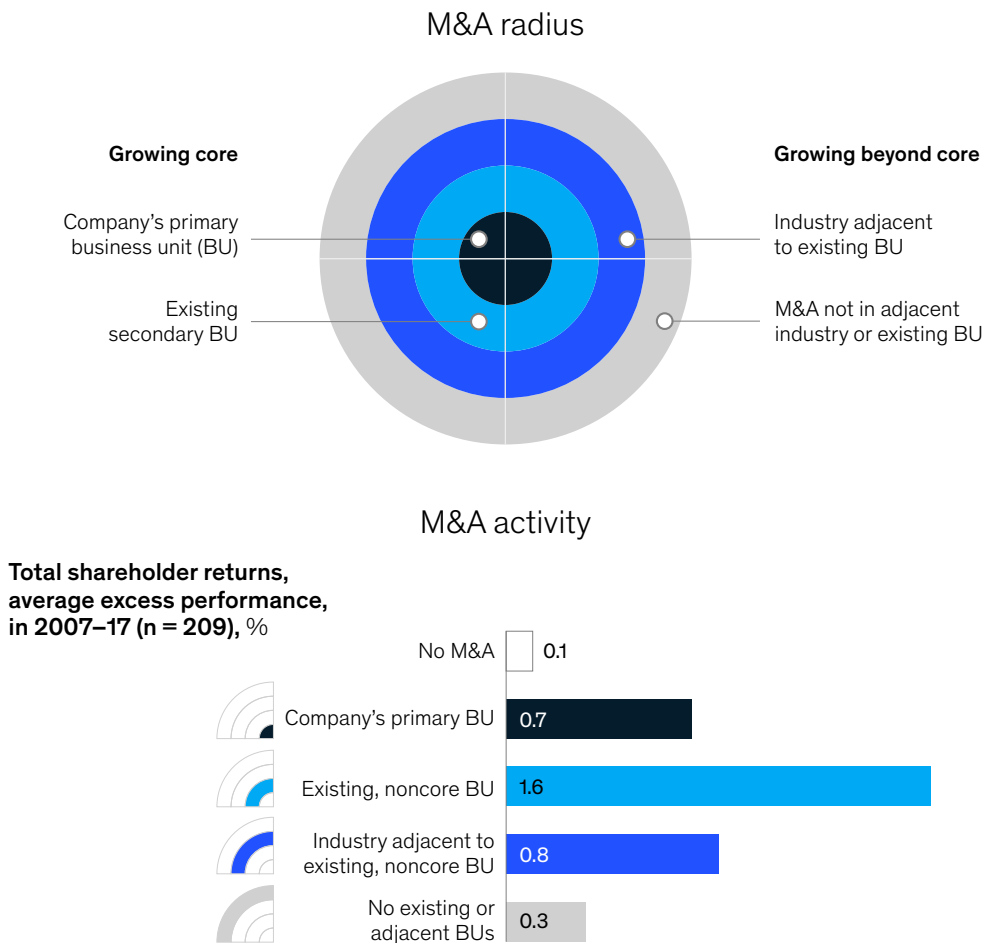 M&A radius
Growing core
Company’s primary
business unit (BU)
Existing
secondary BU
Growing beyond core
Industry adjacent
to existing BU
M&A not in adjacent
industry or existing BU
M&A activity
Total shareholder returns,
average excess performance,
in 2007–17 (n = 209), %
No M&A 0.1
Company’s primary BU 0.7
Existing, noncore BU 1.6
Industry adjacent to
existing, noncore BU 0.8
No existing or
adjacent BUs 0.3